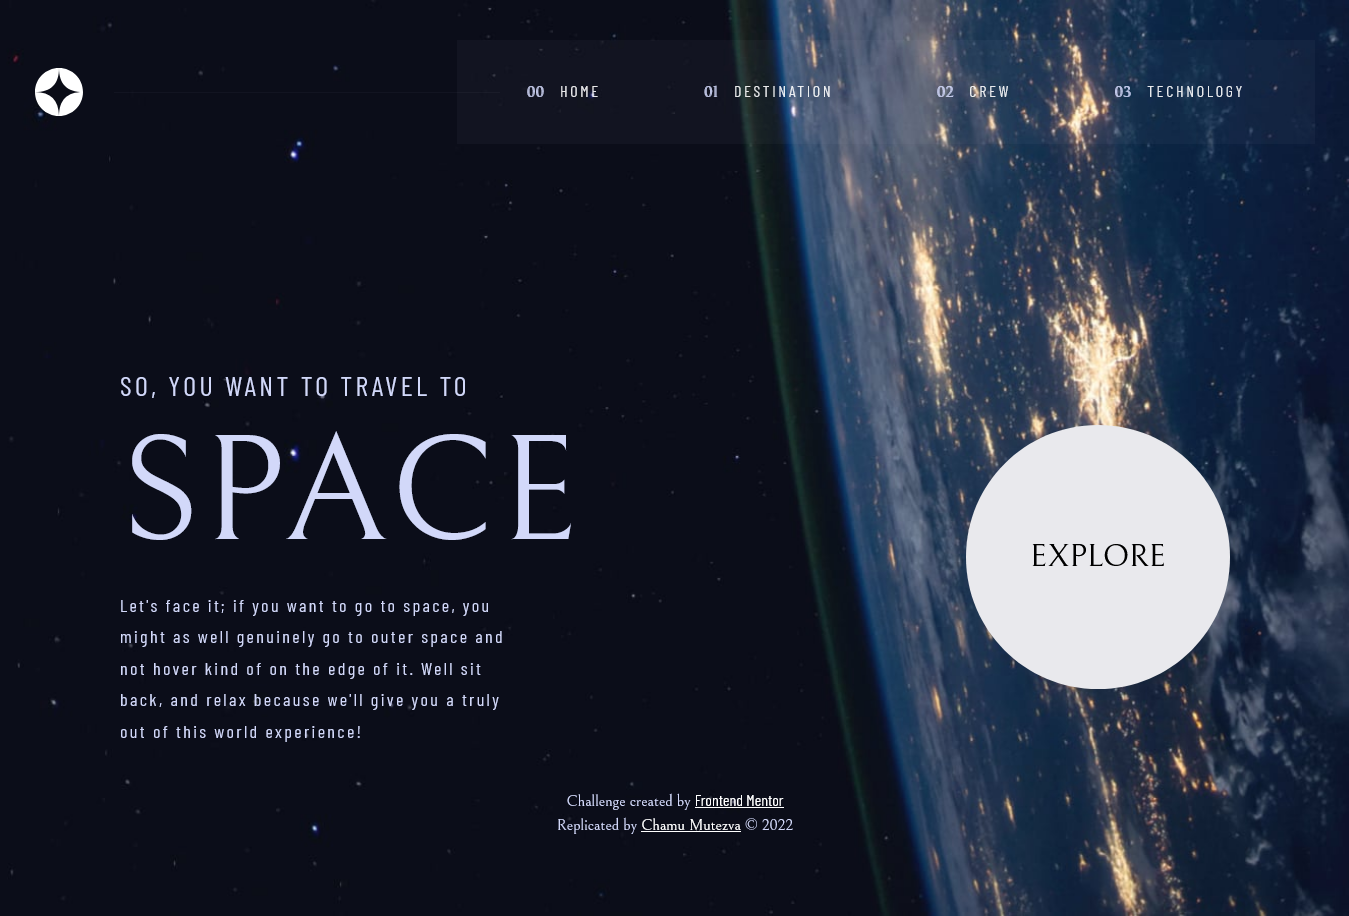 00 HOME 01 DESTINATION 02 CREW 03 TECHNOLOGY
SO, YOU WANT TO TRAVEL TO
SPACE
Let's face it; if you want to go to space, you
might as well genuinely go to outer space and
not hover kind of on the edge of it. Well sit
back, and relax because we'll give you a truly
out of this world experience!
EXPLORE
Challenge created by Frontend Mentor
Replicated by Chamu Mutezva © 2022